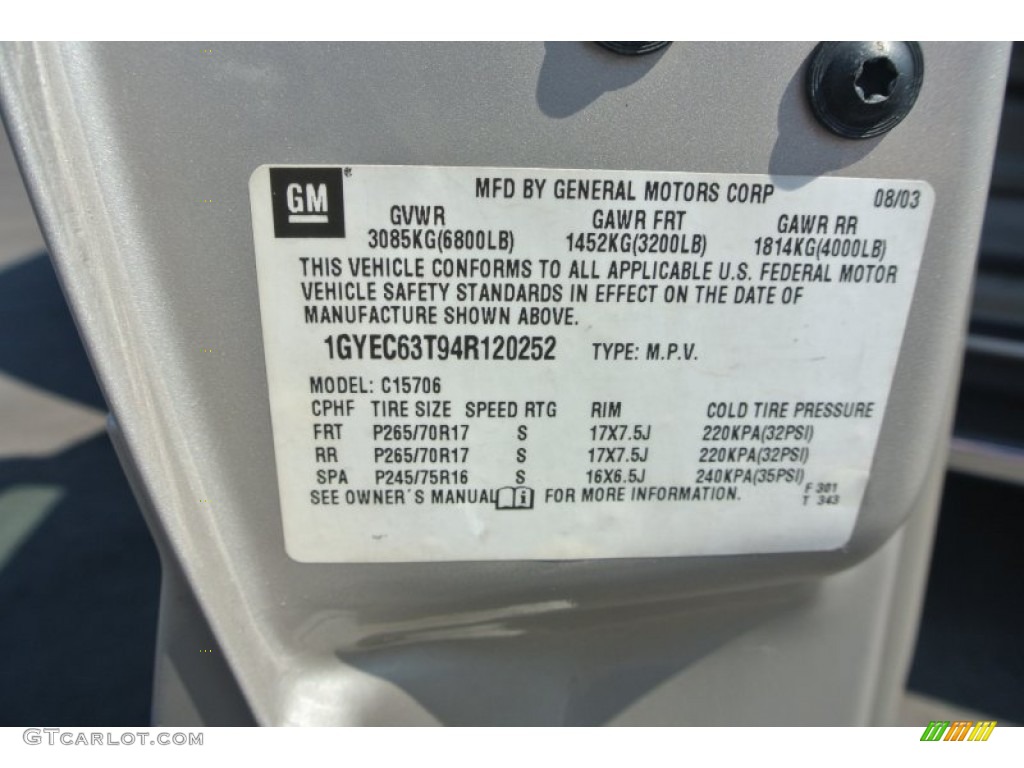 GM ® MFD BY GENERAL MOTORS CORP 08/03
GVWR GAWR FRT GAWR RR
3085KG(6800LB) 1452KG(3200LB) 1814KG(4000LB)
THIS VEHICLE CONFORMS TO ALL APPLICABLE U.S. FEDERAL MOTOR
VEHICLE SAFETY STANDARDS IN EFFECT ON THE DATE OF
MANUFACTURE SHOWN ABOVE.
1GYEC63T94R120252 TYPE: M.P.V.
MODEL: C15706
CPHF TIRE SIZE SPEED RTG RIM COLD TIRE PRESSURE
FRT P265/70R17 S 17X7.5J 220KPA(32PSI)
RR P265/70R17 S 17X7.5J 220KPA(32PSI)
SPA P245/75R16 S 16X6.5J 240KPA(35PSI)
SEE OWNER'S MANUAL i FOR MORE INFORMATION.
F 301
T 343
GTcarlot.com